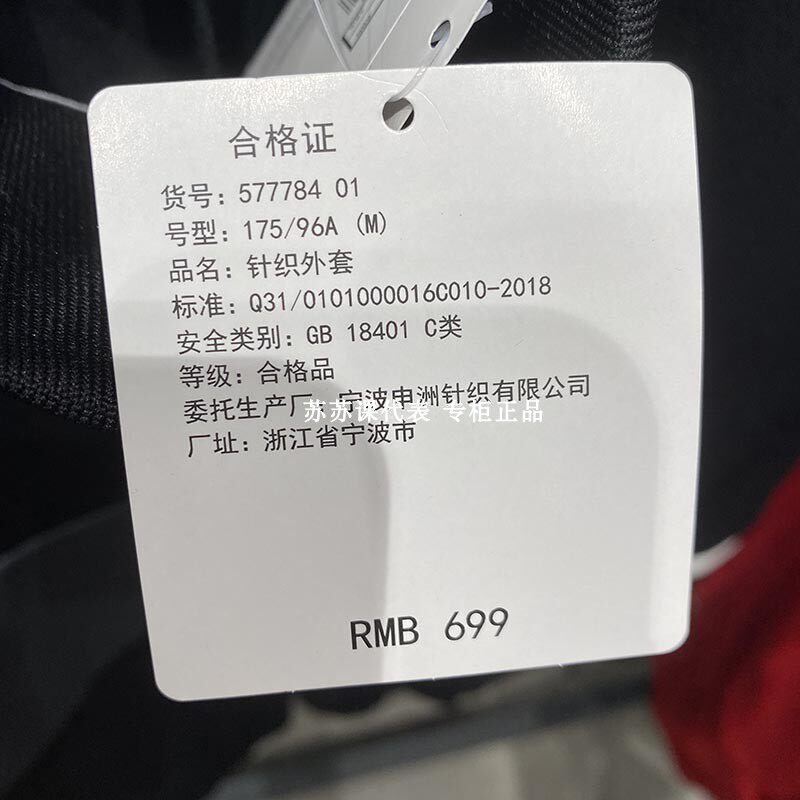 合格证
货号: 577784 01
号型: 175/96A (M)
品名: 针织外套
标准: Q31/0101000016C010-2018
安全类别: GB 18401 C类
等级: 合格品
委托生产厂: 宁波申洲针织有限公司
苏苏课代表 专柜正品
厂址: 浙江省宁波市
RMB 699